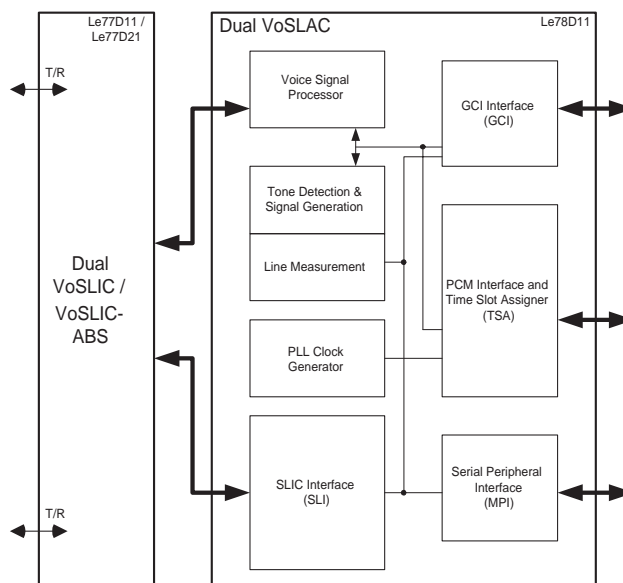 Le77D11 /
Le77D21
T/R
Dual
VoSLIC /
VoSLIC-
ABS
T/R
Dual VoSLAC
Le78D11
Voice Signal
Processor
GCI Interface
(GCI)
Tone Detection &
Signal Generation
Line Measurement
PCM Interface and
Time Slot Assigner
(TSA)
PLL Clock
Generator
SLIC Interface
(SLI)
Serial Peripheral
Interface
(MPI)